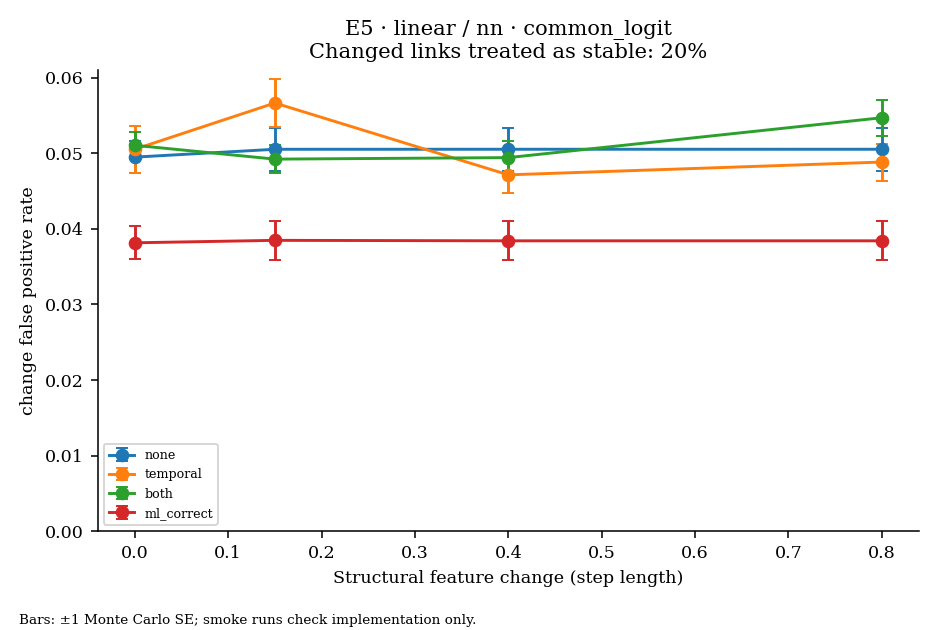 E5 · linear / nn · common_logit
Changed links treated as stable: 20%
change false positive rate
0.06
0.05
0.04
0.03
0.02
0.01
0.00
none
temporal
both
ml_correct
0.0 0.1 0.2 0.3 0.4 0.5 0.6 0.7 0.8
Structural feature change (step length)
Bars: ±1 Monte Carlo SE; smoke runs check implementation only.